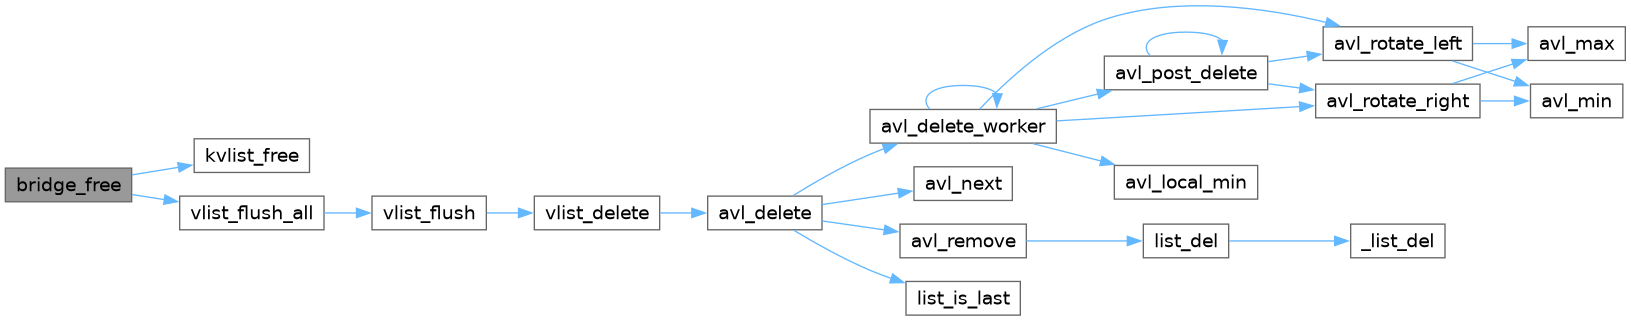 bridge_free
kvlist_free
vlist_flush_all
vlist_flush
vlist_delete
avl_delete
avl_delete_worker
avl_next
avl_remove
list_is_last
avl_post_delete
avl_local_min
list_del
avl_rotate_left
avl_rotate_right
_list_del
avl_max
avl_min